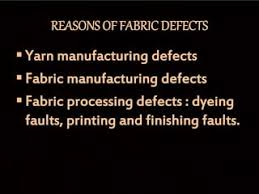 REASONS OF FABRIC DEFECTS
▪ Yarn manufacturing defects
▪ Fabric manufacturing defects
▪ Fabric processing defects : dyeing
faults, printing and finishing faults.